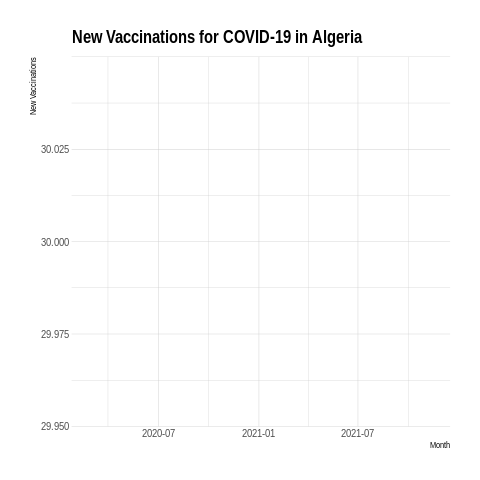 New Vaccinations for COVID-19 in Algeria
New Vaccinations
30.025
30.000
29.975
29.950
2020-07
2021-01
2021-07
Month